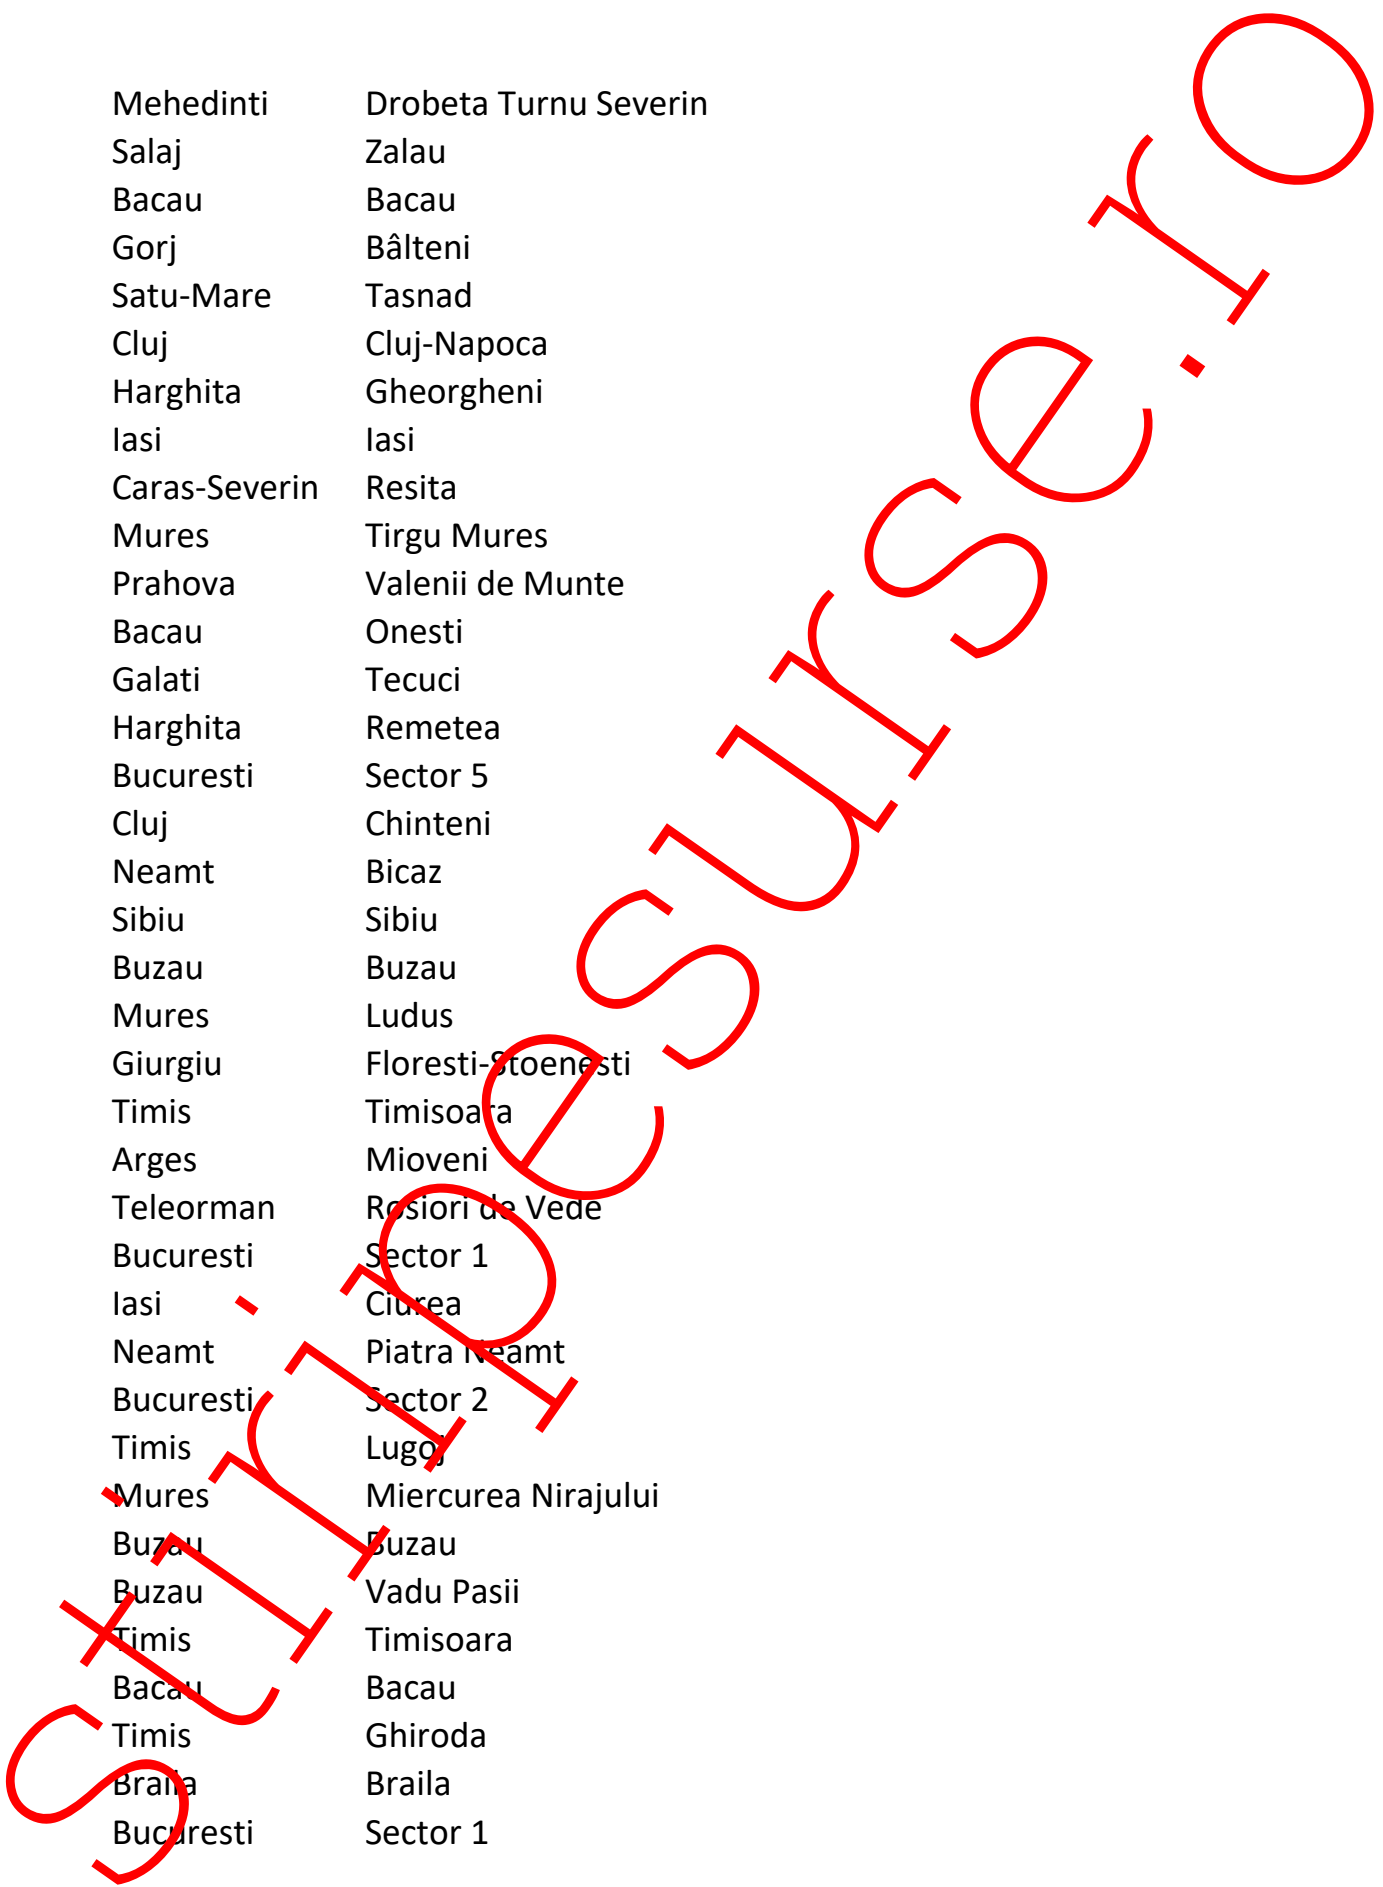 Mehedinti Drobeta Turnu Severin
Salaj Zalau
Bacau Bacau
Gorj Bâlteni
Satu-Mare Tasnad
Cluj Cluj-Napoca
Harghita Gheorgheni
Iasi Iasi
Caras-Severin Resita
Mures Tirgu Mures
Prahova Valenii de Munte
Bacau Onesti
Galati Tecuci
Harghita Remetea
Bucuresti Sector 5
Cluj Chinteni
Neamt Bicaz
Sibiu Sibiu
Buzau Buzau
Mures Ludus
Giurgiu Floresti-Stoenesti
Timis Timisoara
Arges Mioveni
Teleorman Rosiori de Vede
Bucuresti Sector 1
Iasi Ciurea
Neamt Piatra Neamt
Bucuresti Sector 2
Timis Lugoj
Mures Miercurea Nirajului
Buzau Buzau
Buzau Vadu Pasii
Timis Timisoara
Bacau Bacau
Timis Ghiroda
Braila Braila
Bucuresti Sector 1
stiripesurse.ro